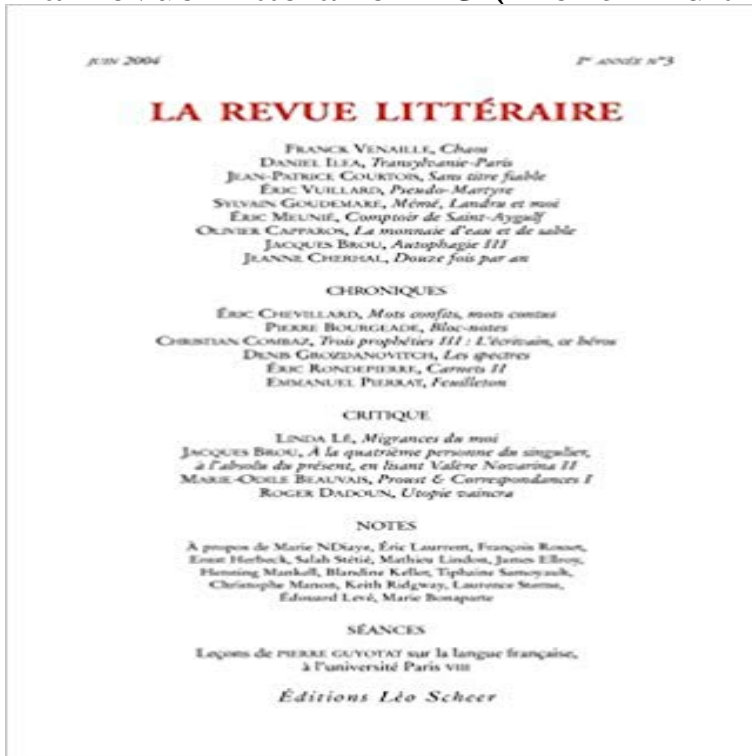 JUIN 2004
1re ANNÉE N°3
LA REVUE LITTÉRAIRE
FRANCK VENAILLE, Chaos
DANIEL ILEA, Transylvanie-Paris
JEAN-PATRICE COURTOIS, Sans titre fiable
ÉRIC VUILLARD, Pseudo-Martyre
SYLVAIN GOUDEMARE, Mémé, Landru et moi
ÉRIC MEUNIÉ, Comptoir de Saint-Aygulf
OLIVIER CAPPAROS, La monnaie d'eau et de sable
JACQUES BROU, Autophagie III
JEANNE CHERHAL, Douze fois par an
CHRONIQUES
ÉRIC CHEVILLARD, Mots confits, mots contus
PIERRE BOURGEADE, Bloc-notes
CHRISTIAN COMBAZ, Trois prophéties III : L'écrivain, ce héros
DENIS GROZDANOVITCH, Les spectres
ÉRIC RONDEPIERRE, Carnets II
EMMANUEL PIERRAT, Feuilleton
CRITIQUE
LINDA LÊ, Migrances du moi
JACQUES BROU, À la quatrième personne du singulier,
à l'absolu du présent, en lisant Valère Novarina II
MARIE-ODILE BEAUVAIS, Proust & Correspondances I
ROGER DADOUN, Utopie vaincra
NOTES
À propos de Marie NDiaye, Éric Laurrent, François Rosset,
Ernst Herbeck, Salah Stétié, Mathieu Lindon, James Ellroy,
Henning Mankell, Blandine Keller, Tiphaine Samoyault,
Christophe Manon, Keith Ridgway, Laurence Sterne,
Édouard Levé, Marie Bonaparte
SÉANCES
Leçons de PIERRE GUYOTAT sur la langue française,
à l'université Paris VIII
Éditions Léo Scheer